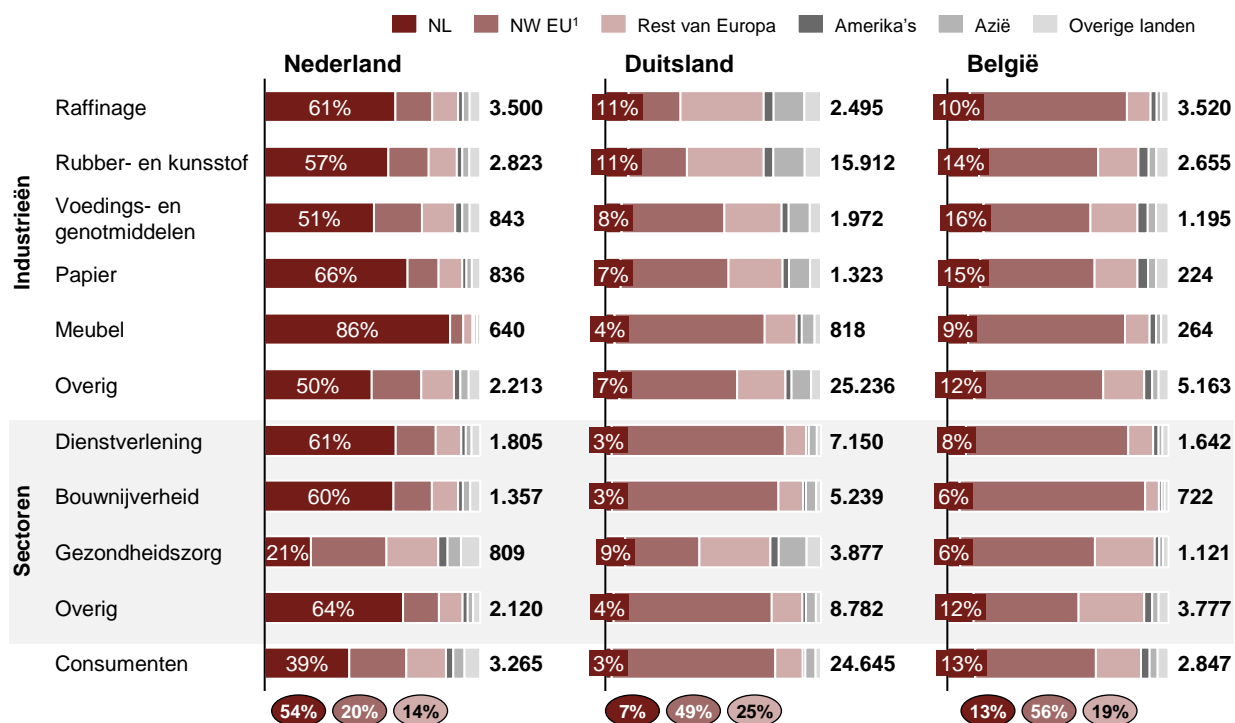 NL NW EU¹ Rest van Europa Amerika's Azië Overige landen
Nederland Duitsland België
Industrieën
Raffinage 61% 3.500 11% 2.495 10% 3.520
Rubber- en kunsstof 57% 2.823 11% 15.912 14% 2.655
Voedings- en
genotmiddelen 51% 843 8% 1.972 16% 1.195
Papier 66% 836 7% 1.323 15% 224
Meubel 86% 640 4% 818 9% 264
Overig 50% 2.213 7% 25.236 12% 5.163
Sectoren
Dienstverlening 61% 1.805 3% 7.150 8% 1.642
Bouwnijverheid 60% 1.357 3% 5.239 6% 722
Gezondheidszorg 21% 809 9% 3.877 6% 1.121
Overig 64% 2.120 4% 8.782 12% 3.777
Consumenten 39% 3.265 3% 24.645 13% 2.847
54% 20% 14% 7% 49% 25% 13% 56% 19%